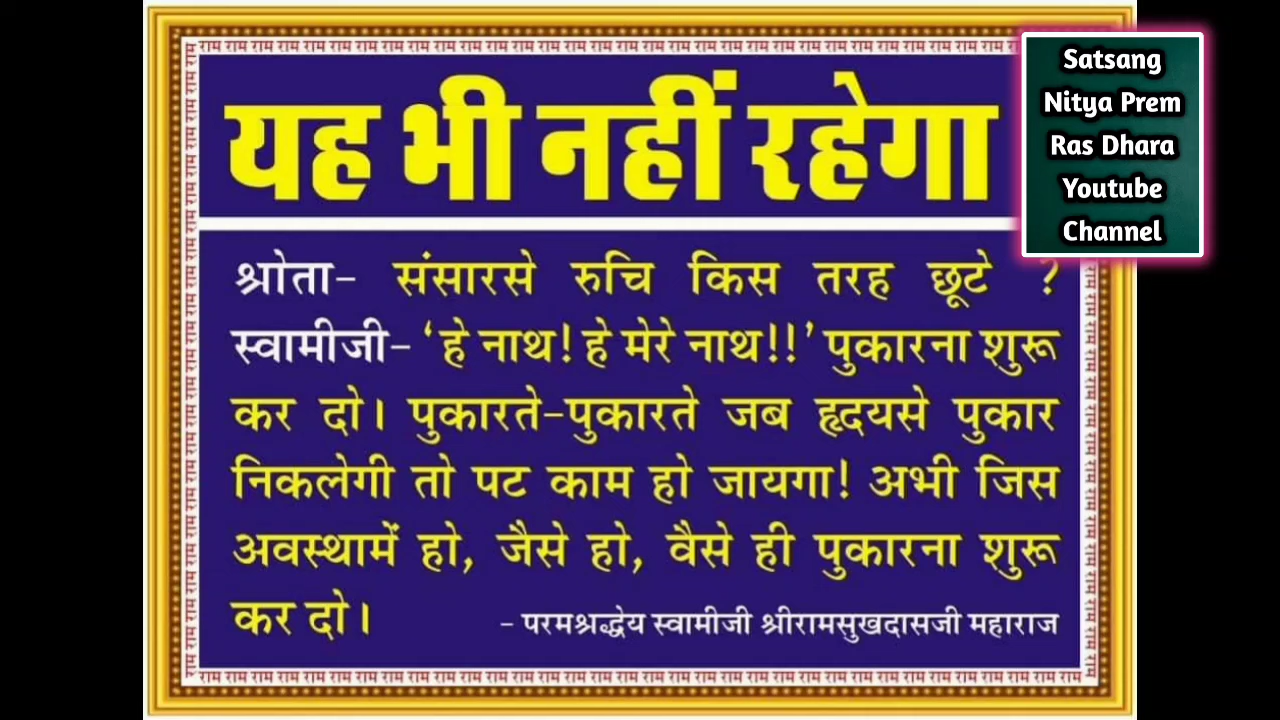 राम राम राम राम राम राम राम राम राम राम राम राम राम राम राम राम राम राम राम राम राम राम राम राम राम राम राम राम राम राम राम
यह भी नहीं रहेगा
Satsang
Nitya Prem
Ras Dhara
Youtube
Channel
श्रोता- संसारसे रुचि किस तरह छूटे ?
स्वामीजी- ‘हे नाथ! हे मेरे नाथ!!’ पुकारना शुरू
कर दो। पुकारते-पुकारते जब हृदयसे पुकार
निकलेगी तो पट काम हो जायगा! अभी जिस
अवस्थामें हो, जैसे हो, वैसे ही पुकारना शुरू
कर दो।
- परमश्रद्धेय स्वामीजी श्रीरामसुखदासजी महाराज
राम राम राम राम राम राम राम राम राम राम राम राम राम राम राम राम राम राम राम राम राम राम राम राम राम राम राम राम राम राम राम राम राम राम